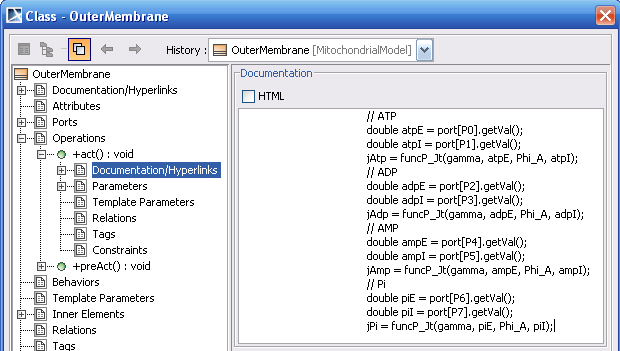 Class - OuterMembrane
History : OuterMembrane [MitochondrialModel]
OuterMembrane
Documentation/Hyperlinks
Attributes
Ports
Operations
+act() : void
Documentation/Hyperlinks
Parameters
Template Parameters
Relations
Tags
Constraints
+preAct() : void
Behaviors
Template Parameters
Inner Elements
Relations
Tags
Documentation
HTML
// ATP
double atpE = port[P0].getVal();
double atpI = port[P1].getVal();
jAtp = funcP_Jt(gamma, atpE, Phi_A, atpI);
// ADP
double adpE = port[P2].getVal();
double adpI = port[P3].getVal();
jAdp = funcP_Jt(gamma, adpE, Phi_A, adpI);
// AMP
double ampE = port[P4].getVal();
double ampI = port[P5].getVal();
jAmp = funcP_Jt(gamma, ampE, Phi_A, ampI);
// Pi
double piE = port[P6].getVal();
double piI = port[P7].getVal();
jPi = funcP_Jt(gamma, piE, Phi_A, piI);